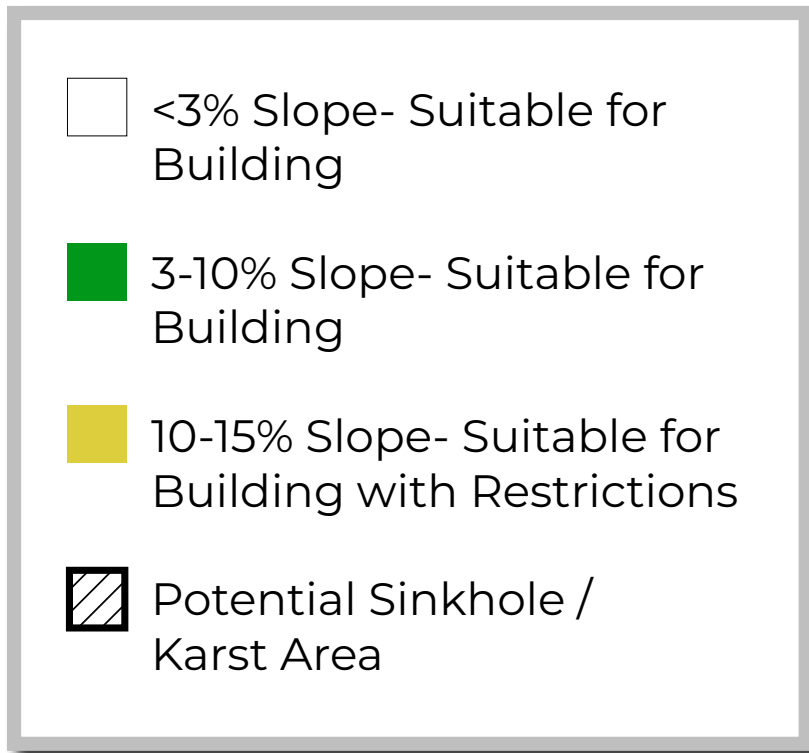 <3% Slope- Suitable for
Building
3-10% Slope- Suitable for
Building
10-15% Slope- Suitable for
Building with Restrictions
Potential Sinkhole /
Karst Area